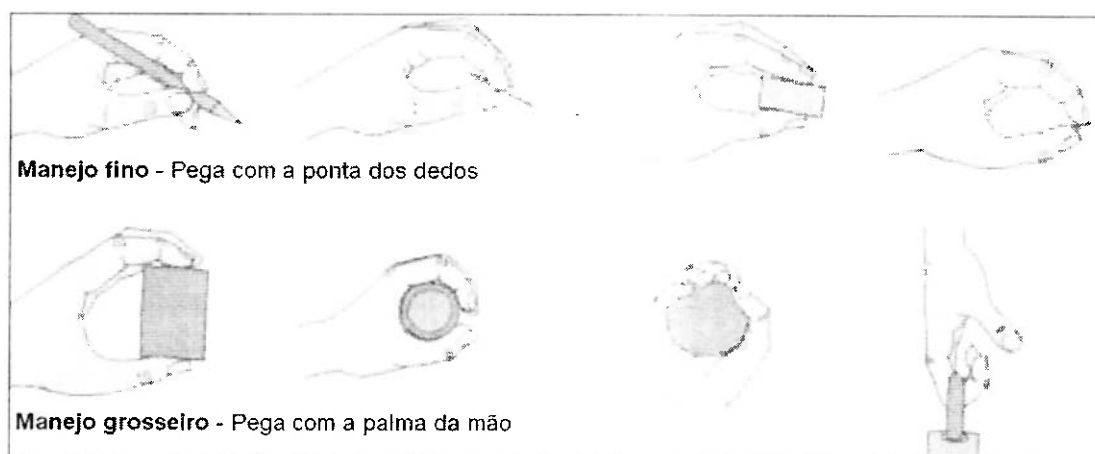 Manejo fino - Pega com a ponta dos dedos
Manejo grosseiro - Pega com a palma da mão